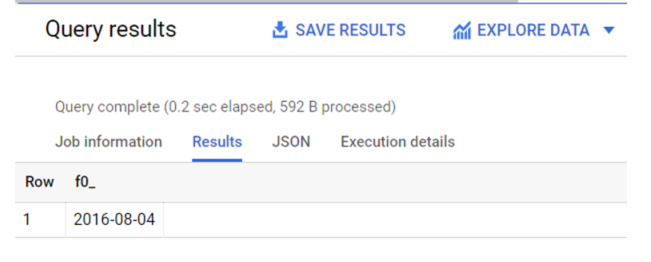 Query results SAVE RESULTS EXPLORE DATA
Query complete (0.2 sec elapsed, 592 B processed)
Job information Results JSON Execution details
Row f0_
1 2016-08-04